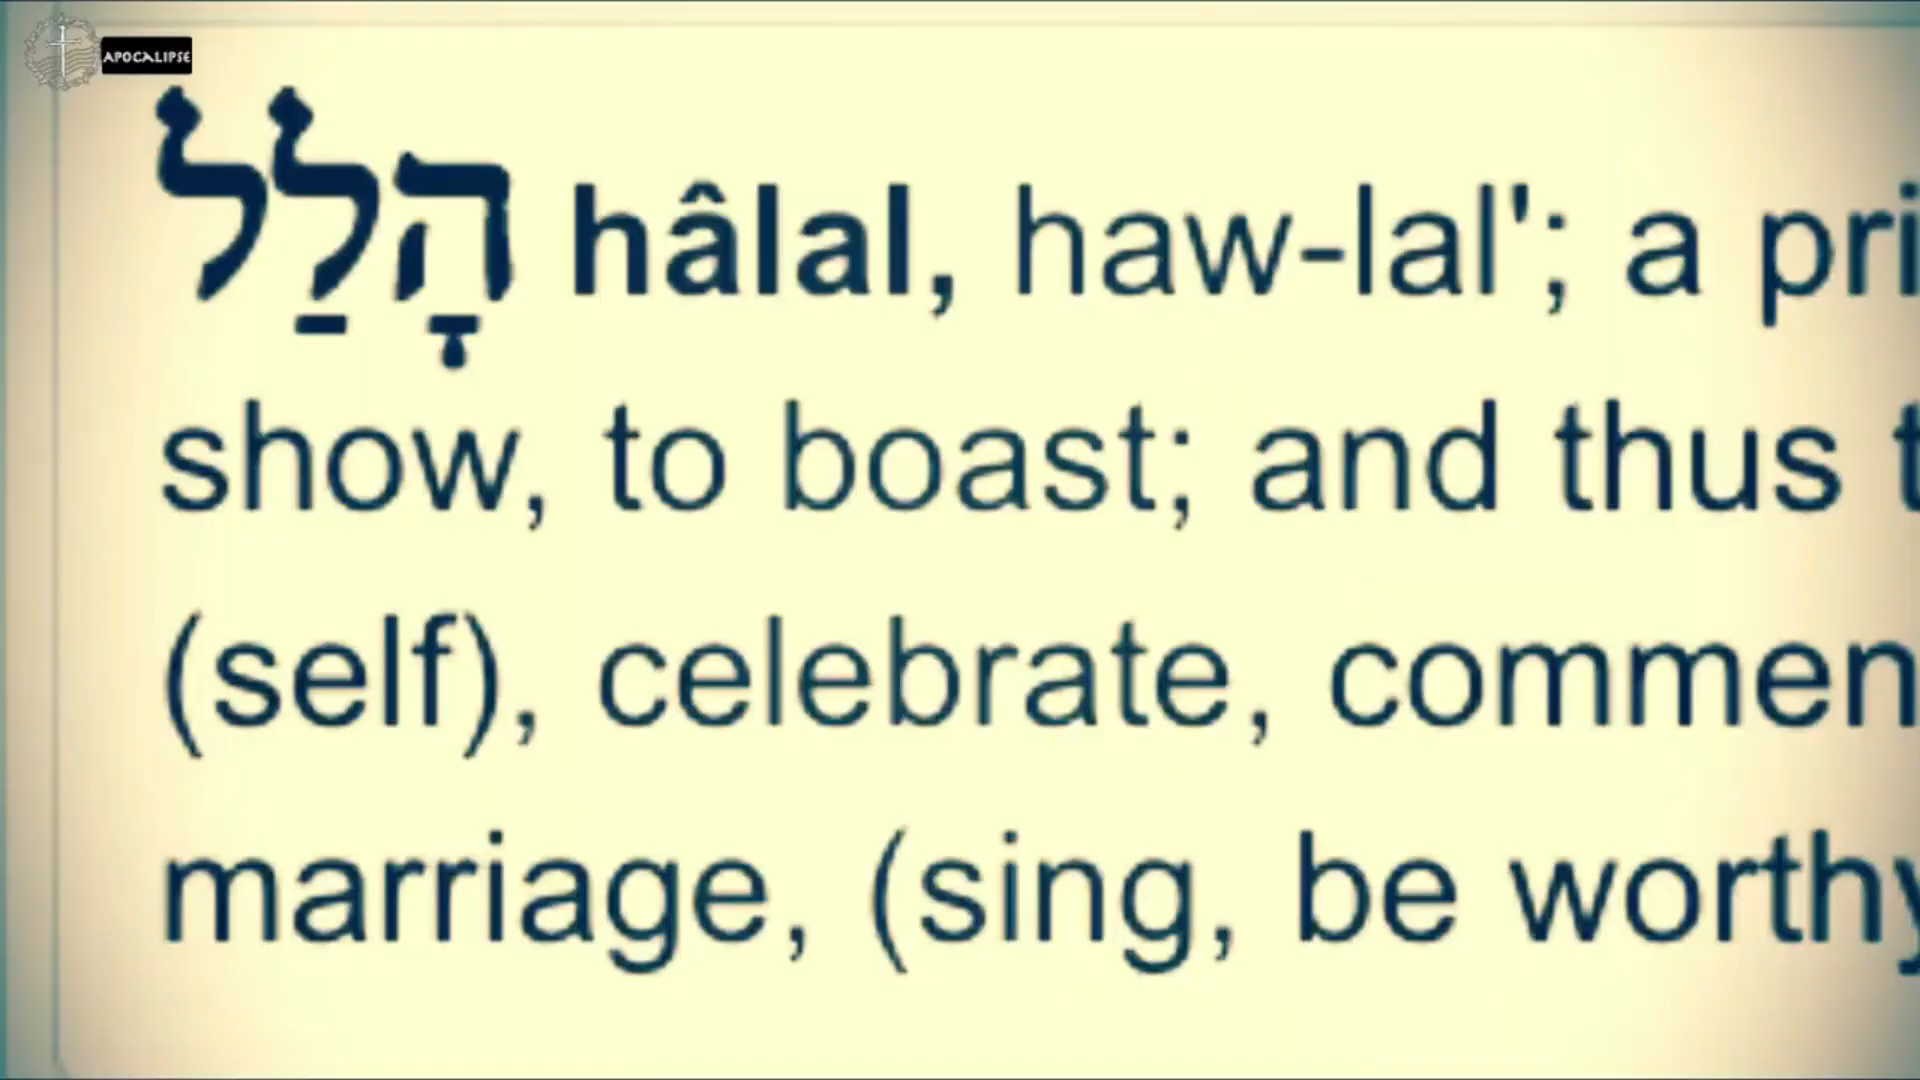 APOCALIPSE
הָלַל hâlal, haw-lal'; a pri
show, to boast; and thus t
(self), celebrate, commen
marriage, (sing, be worthy